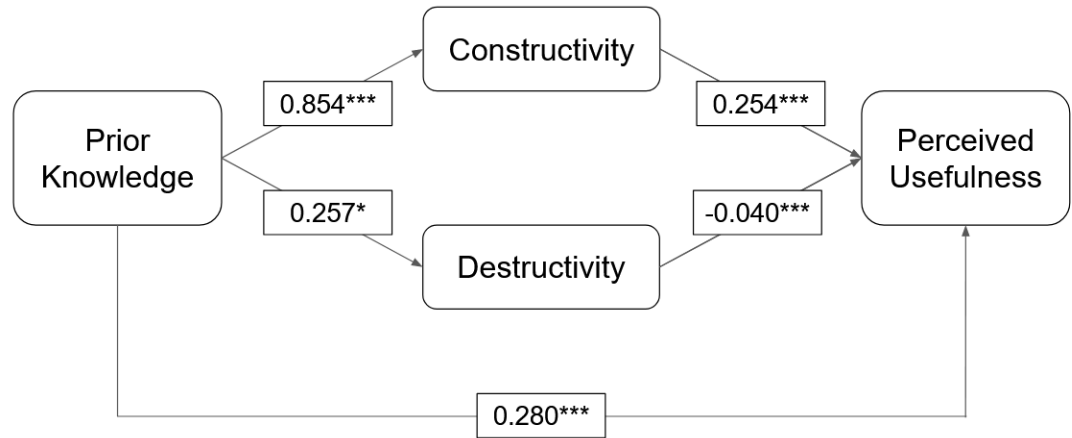 Constructivity
0.854***
0.254***
Prior
Knowledge
Perceived
Usefulness
0.257*
-0.040***
Destructivity
0.280***